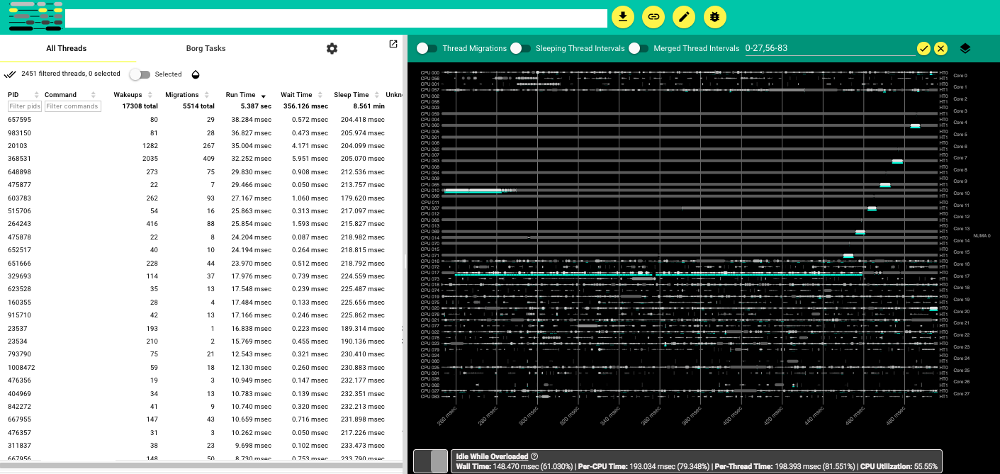 All Threads Borg Tasks
2451 filtered threads, 0 selected Selected
PID Command Wakeups Migrations Run Time Wait Time Sleep Time Unkn
Filter pids Filter commands 17308 total 5514 total 5.387 sec 356.126 msec 8.561 min
657595 80 29 38.284 msec 0.572 msec 204.418 msec
983150 81 28 36.827 msec 0.473 msec 205.974 msec
20103 1282 267 35.004 msec 4.171 msec 204.099 msec
368531 2035 409 32.252 msec 5.951 msec 205.070 msec
648898 273 75 29.830 msec 0.908 msec 212.536 msec
475877 22 7 29.466 msec 0.050 msec 213.757 msec
603783 262 93 27.167 msec 1.060 msec 179.620 msec
515706 54 16 25.863 msec 0.313 msec 217.097 msec
264243 416 88 25.854 msec 1.593 msec 215.827 msec
475878 22 8 24.204 msec 0.087 msec 218.982 msec
652517 40 10 24.194 msec 0.264 msec 218.815 msec
651666 228 44 23.970 msec 0.512 msec 218.792 msec
329693 114 37 17.976 msec 0.739 msec 224.559 msec
623528 35 13 17.548 msec 0.239 msec 225.487 msec
160355 28 4 17.484 msec 0.133 msec 225.656 msec
915710 42 13 17.166 msec 0.246 msec 225.862 msec
23537 193 1 16.838 msec 0.223 msec 189.314 msec
23534 210 2 15.769 msec 0.455 msec 190.136 msec
793790 75 21 12.543 msec 0.321 msec 230.410 msec
1008472 59 18 12.130 msec 0.260 msec 230.883 msec
476356 19 3 10.949 msec 0.147 msec 232.177 msec
404969 34 13 10.783 msec 0.139 msec 232.351 msec
842272 41 9 10.740 msec 0.320 msec 232.213 msec
667955 147 43 10.659 msec 0.716 msec 231.898 msec
476357 31 3 10.262 msec 0.050 msec 217.226 msec
311837 38 23 9.698 msec 0.102 msec 233.473 msec
667956 148 50 8.730 msec 0.753 msec 233.790 msec
Thread Migrations Sleeping Thread Intervals Merged Thread Intervals 0-27,56-83
CPU 000 HT0 Core 0
CPU 056 HT1
CPU 001 HT0 Core 1
CPU 057 HT1
CPU 002 HT0 Core 2
CPU 058 HT1
CPU 003 HT0 Core 3
CPU 059 HT1
CPU 004 HT0 Core 4
CPU 060 HT1
CPU 005 HT0 Core 5
CPU 061 HT1
CPU 006 HT0 Core 6
CPU 062 HT1
CPU 007 HT0 Core 7
CPU 063 HT1
CPU 008 HT0 Core 8
CPU 064 HT1
CPU 009 HT0 Core 9
CPU 065 HT1
CPU 010 HT0 Core 10
CPU 066 HT1
CPU 011 HT0 Core 11
CPU 067 HT1
CPU 012 HT0 Core 12
CPU 068 HT1
CPU 013 HT0 Core 13
CPU 069 HT1
CPU 014 HT0 Core 14
CPU 070 HT1
CPU 015 HT0 Core 15
CPU 071 HT1
CPU 016 HT0 Core 16
CPU 072 HT1
CPU 017 HT0 Core 17
CPU 073 HT1
CPU 018 HT0 Core 18
CPU 074 HT1
CPU 019 HT0 Core 19
CPU 075 HT1
CPU 020 HT0 Core 20
CPU 076 HT1
CPU 021 HT0 Core 21
CPU 077 HT1
CPU 022 HT0 Core 22
CPU 078 HT1
CPU 023 HT0 Core 23
CPU 079 HT1
CPU 024 HT0 Core 24
CPU 080 HT1
CPU 025 HT0 Core 25
CPU 081 HT1
CPU 026 HT0 Core 26
CPU 082 HT1
CPU 027 HT0 Core 27
CPU 083 HT1
NUMA 0
260 msec 280 msec 300 msec 320 msec 340 msec 360 msec 380 msec 400 msec 420 msec 440 msec 460 msec 480 msec
Idle While Overloaded
Wall Time: 148.470 msec (61.030%) | Per-CPU Time: 193.034 msec (79.348%) | Per-Thread Time: 198.393 msec (81.551%) | CPU Utilization: 55.55%